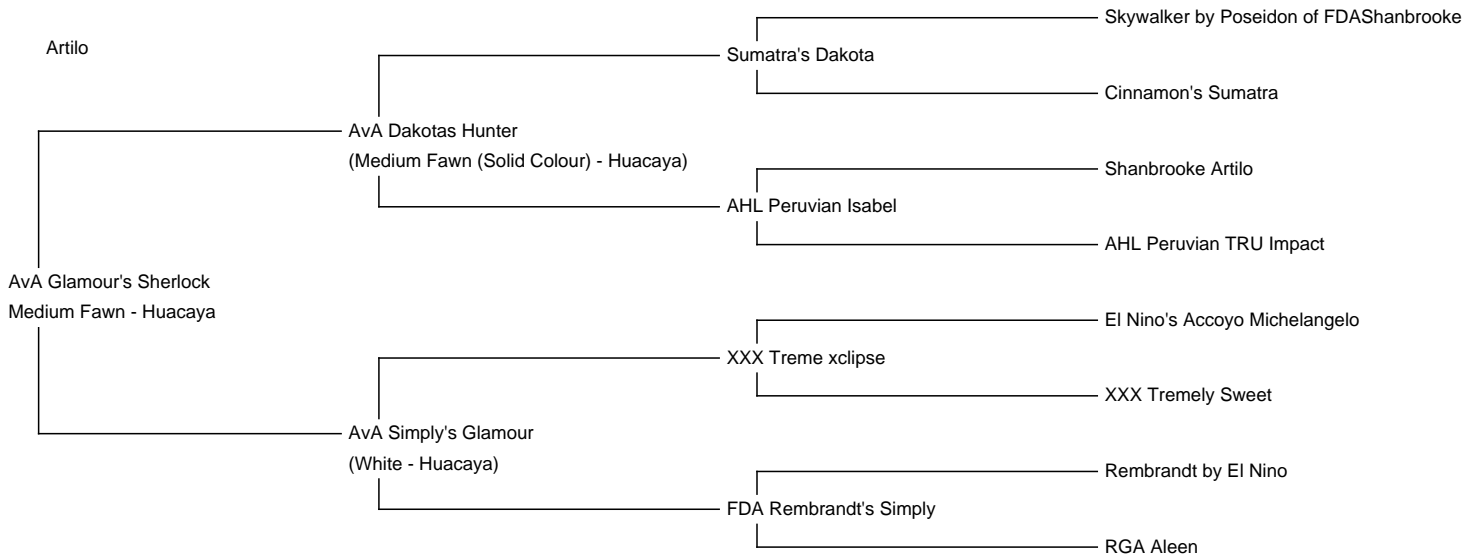 Skywalker by Poseidon of FDAShanbrooke
Artilo
Sumatra's Dakota
Cinnamon's Sumatra
AvA Dakotas Hunter
(Medium Fawn (Solid Colour) - Huacaya)
Shanbrooke Artilo
AHL Peruvian Isabel
AHL Peruvian TRU Impact
AvA Glamour's Sherlock
Medium Fawn - Huacaya
El Nino's Accoyo Michelangelo
XXX Treme xclipse
XXX Tremely Sweet
AvA Simply's Glamour
(White - Huacaya)
Rembrandt by El Nino
FDA Rembrandt's Simply
RGA Aleen